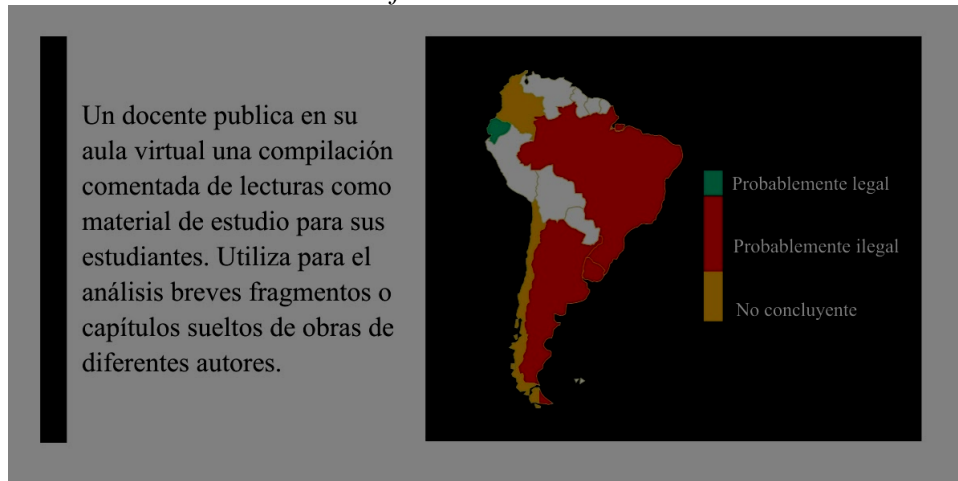 Un docente publica en su
aula virtual una compilación
comentada de lecturas como
material de estudio para sus
estudiantes. Utiliza para el
análisis breves fragmentos o
capítulos sueltos de obras de
diferentes autores.
Probablemente legal
Probablemente ilegal
No concluyente